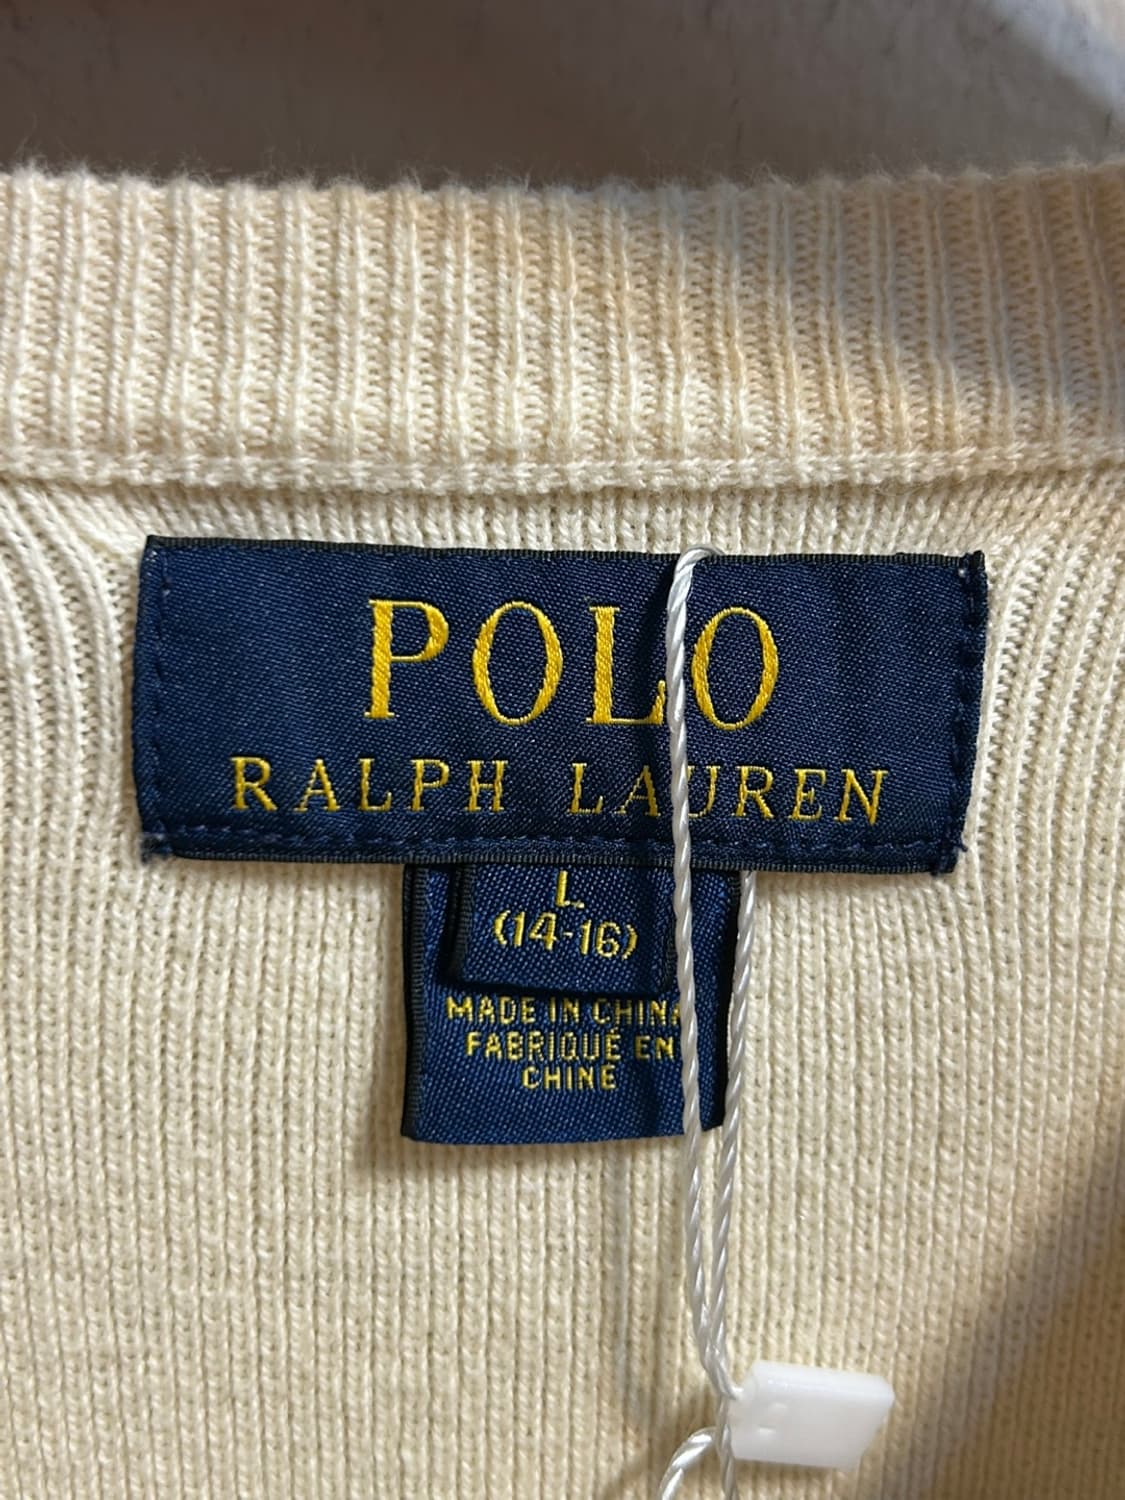 POLO
RALPH LAUREN
L
(14-16)
MADE IN CHINA
FABRIQUÉ EN
CHINE